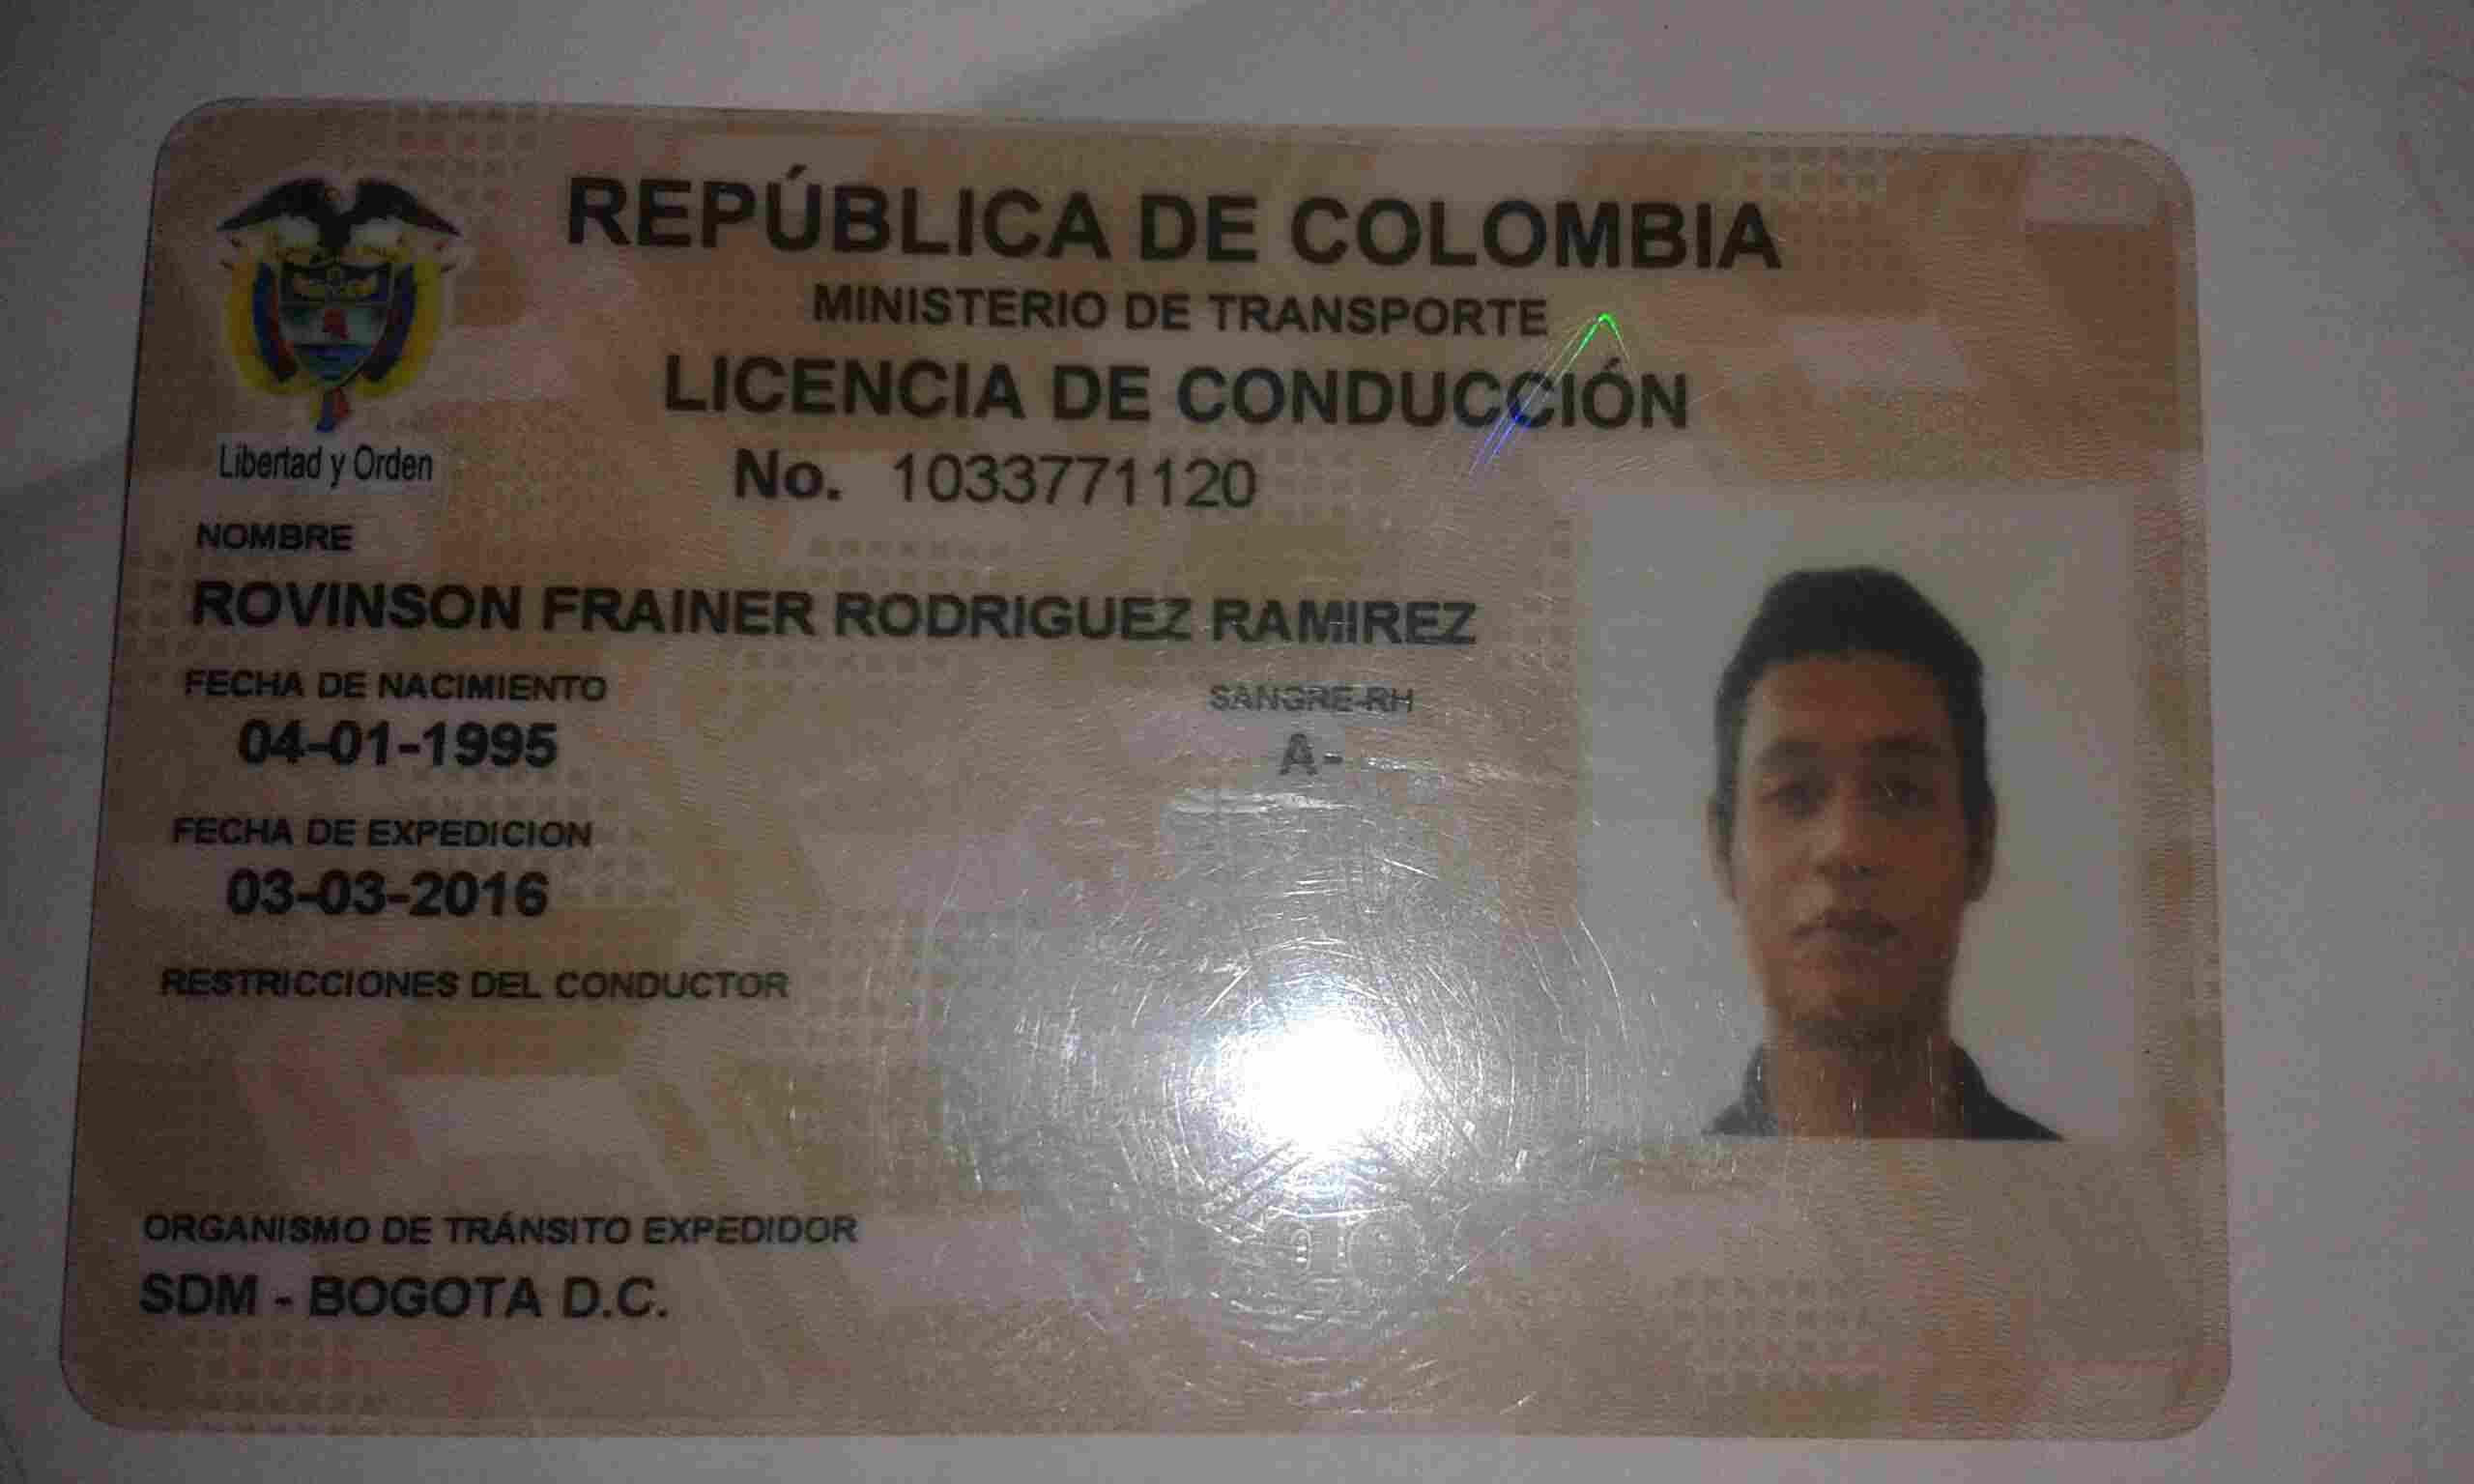 REPÚBLICA DE COLOMBIA
MINISTERIO DE TRANSPORTE
LICENCIA DE CONDUCCIÓN
Libertad y Orden
No. 1033771120
NOMBRE
ROVINSON FRAINER RODRIGUEZ RAMIREZ
FECHA DE NACIMIENTO
04-01-1995
SANGRE-RH
A-
FECHA DE EXPEDICION
03-03-2016
RESTRICCIONES DEL CONDUCTOR
ORGANISMO DE TRÁNSITO EXPEDIDOR
SDM - BOGOTA D.C.